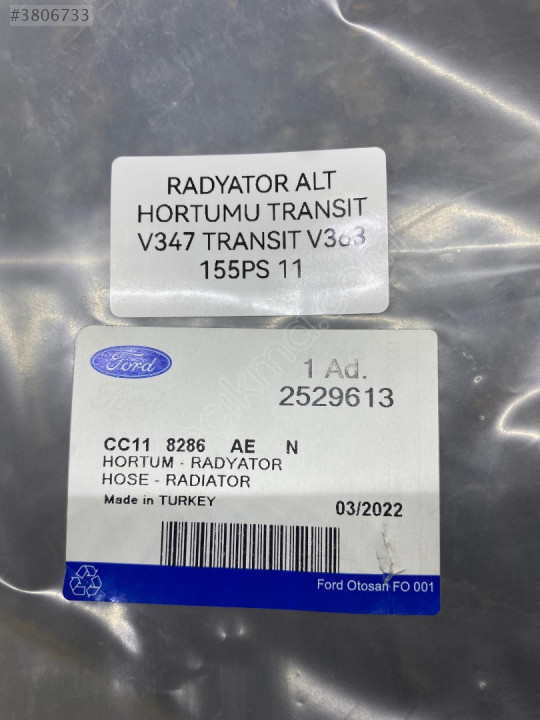 #3806733
RADYATOR ALT
HORTUMU TRANSIT
V347 TRANSIT V363
155PS 11
Ford
1 Ad.
2529613
CC11 8286 AE N
HORTUM - RADYATOR
HOSE - RADIATOR
Made in TURKEY
03/2022
Ford Otosan FO 001